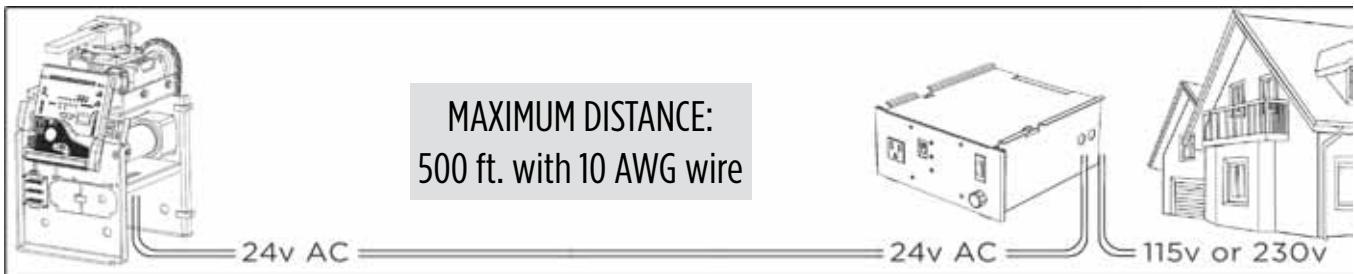 MAXIMUM DISTANCE:
500 ft. with 10 AWG wire
24v AC
24v AC
115v or 230v